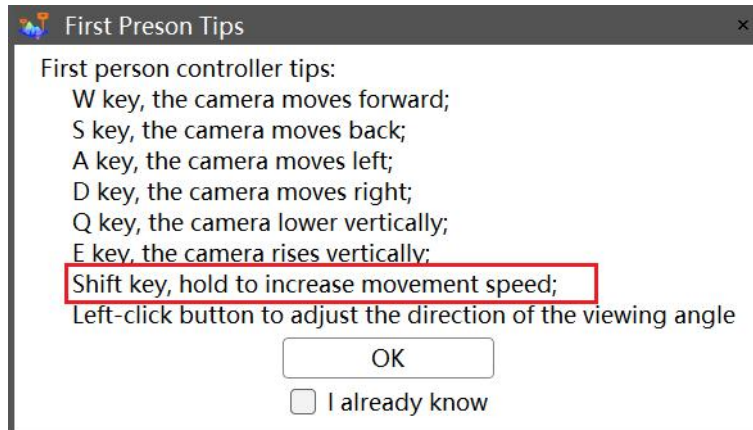 First Preson Tips
First person controller tips:
W key, the camera moves forward;
S key, the camera moves back;
A key, the camera moves left;
D key, the camera moves right;
Q key, the camera lower vertically;
E key, the camera rises vertically;
Shift key, hold to increase movement speed;
Left-click button to adjust the direction of the viewing angle
OK
I already know